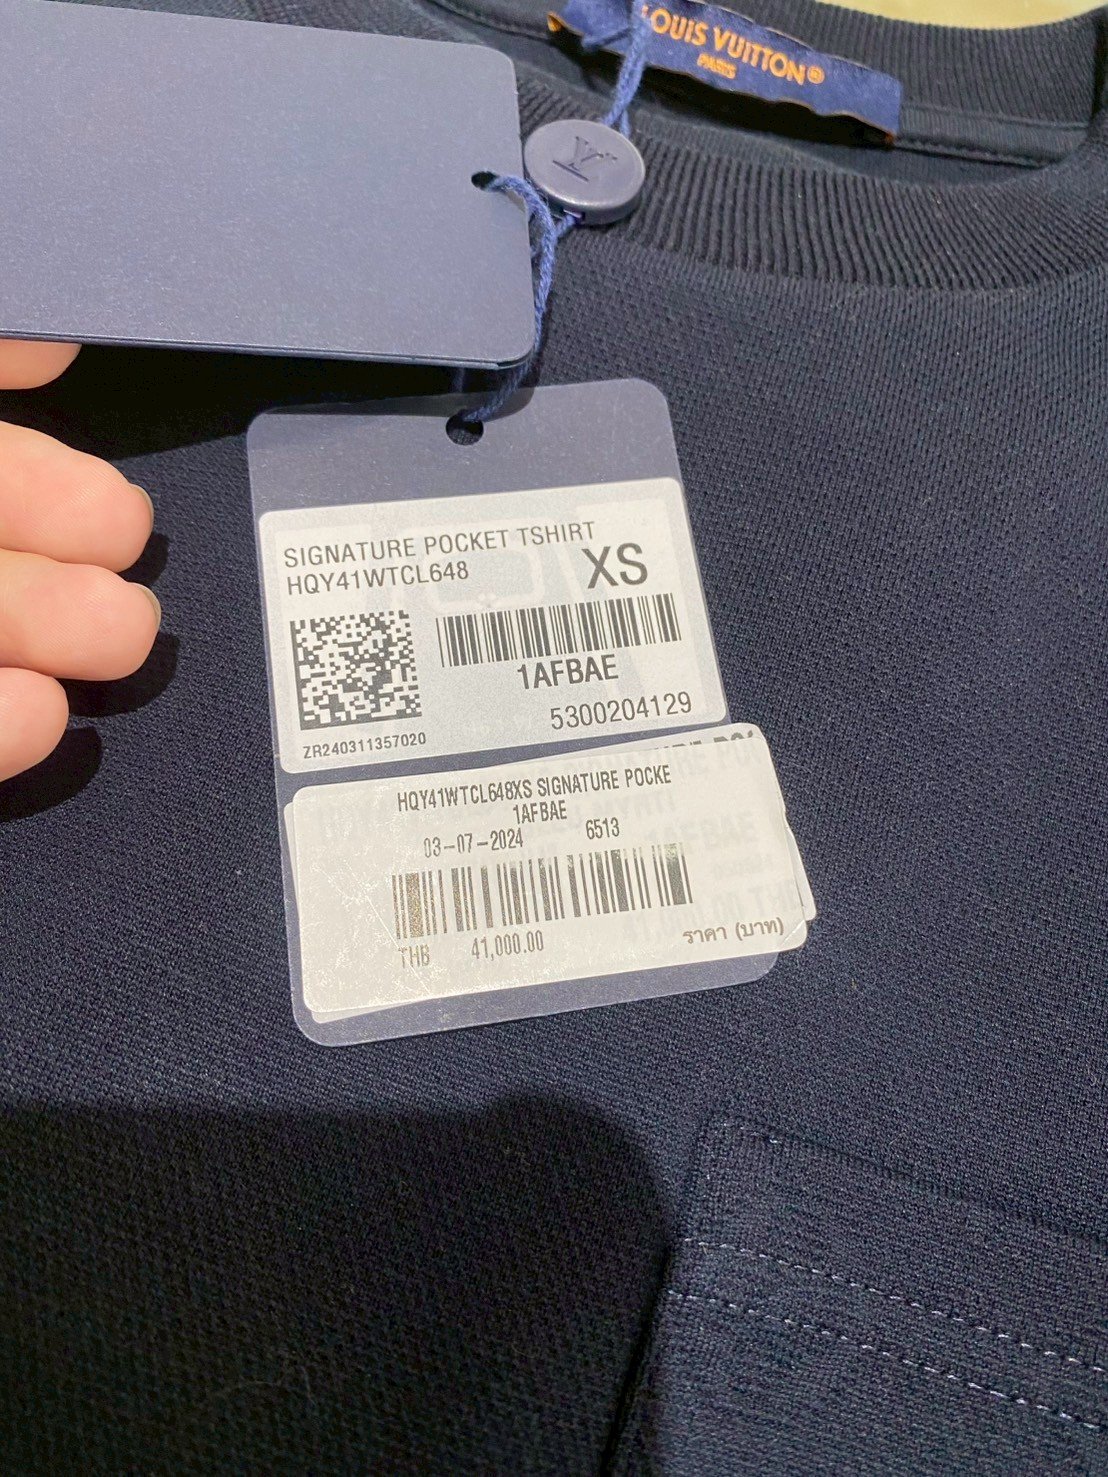 LOUIS VUITTON®
PARIS
LV
SIGNATURE POCKET TSHIRT
HQY41WTCL648
XS
1AFBAE
5300204129
ZR240311357020
HQY41WTCL648XS SIGNATURE POCKE
1AFBAE
03-07-2024 6513
THB 41,000.00 ราคา (บาท)